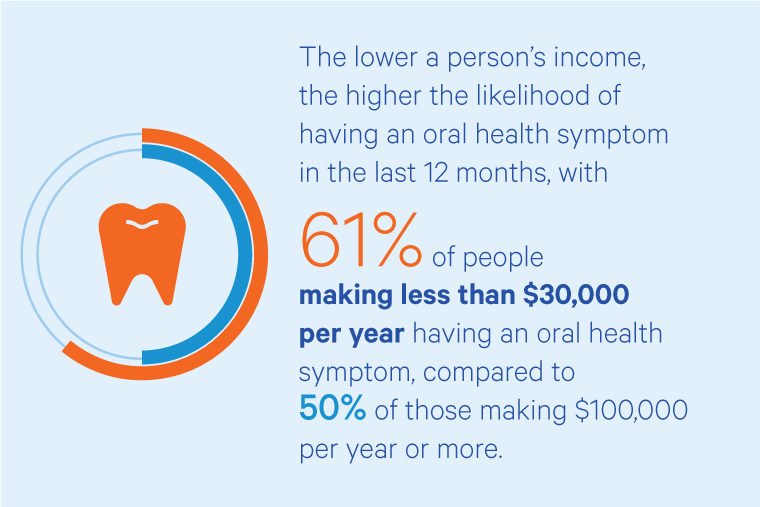 The lower a person’s income,
the higher the likelihood of
having an oral health symptom
in the last 12 months, with
61% of people
making less than $30,000
per year having an oral health
symptom, compared to
50% of those making $100,000
per year or more.